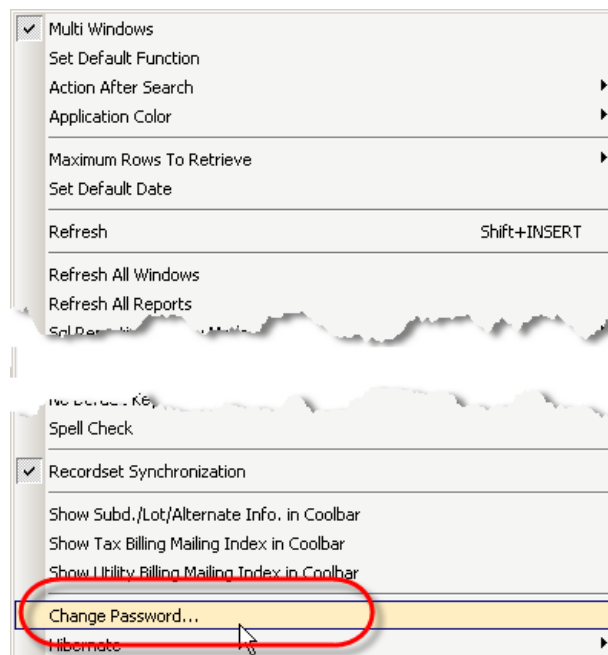 Multi Windows
Set Default Function
Action After Search
Application Color
Maximum Rows To Retrieve
Set Default Date
Refresh Shift+INSERT
Refresh All Windows
Refresh All Reports
Spell Check
Recordset Synchronization
Show Subd./Lot/Alternate Info. in Coolbar
Show Tax Billing Mailing Index in Coolbar
Show Utility Billing Mailing Index in Coolbar
Change Password...
Hibernate